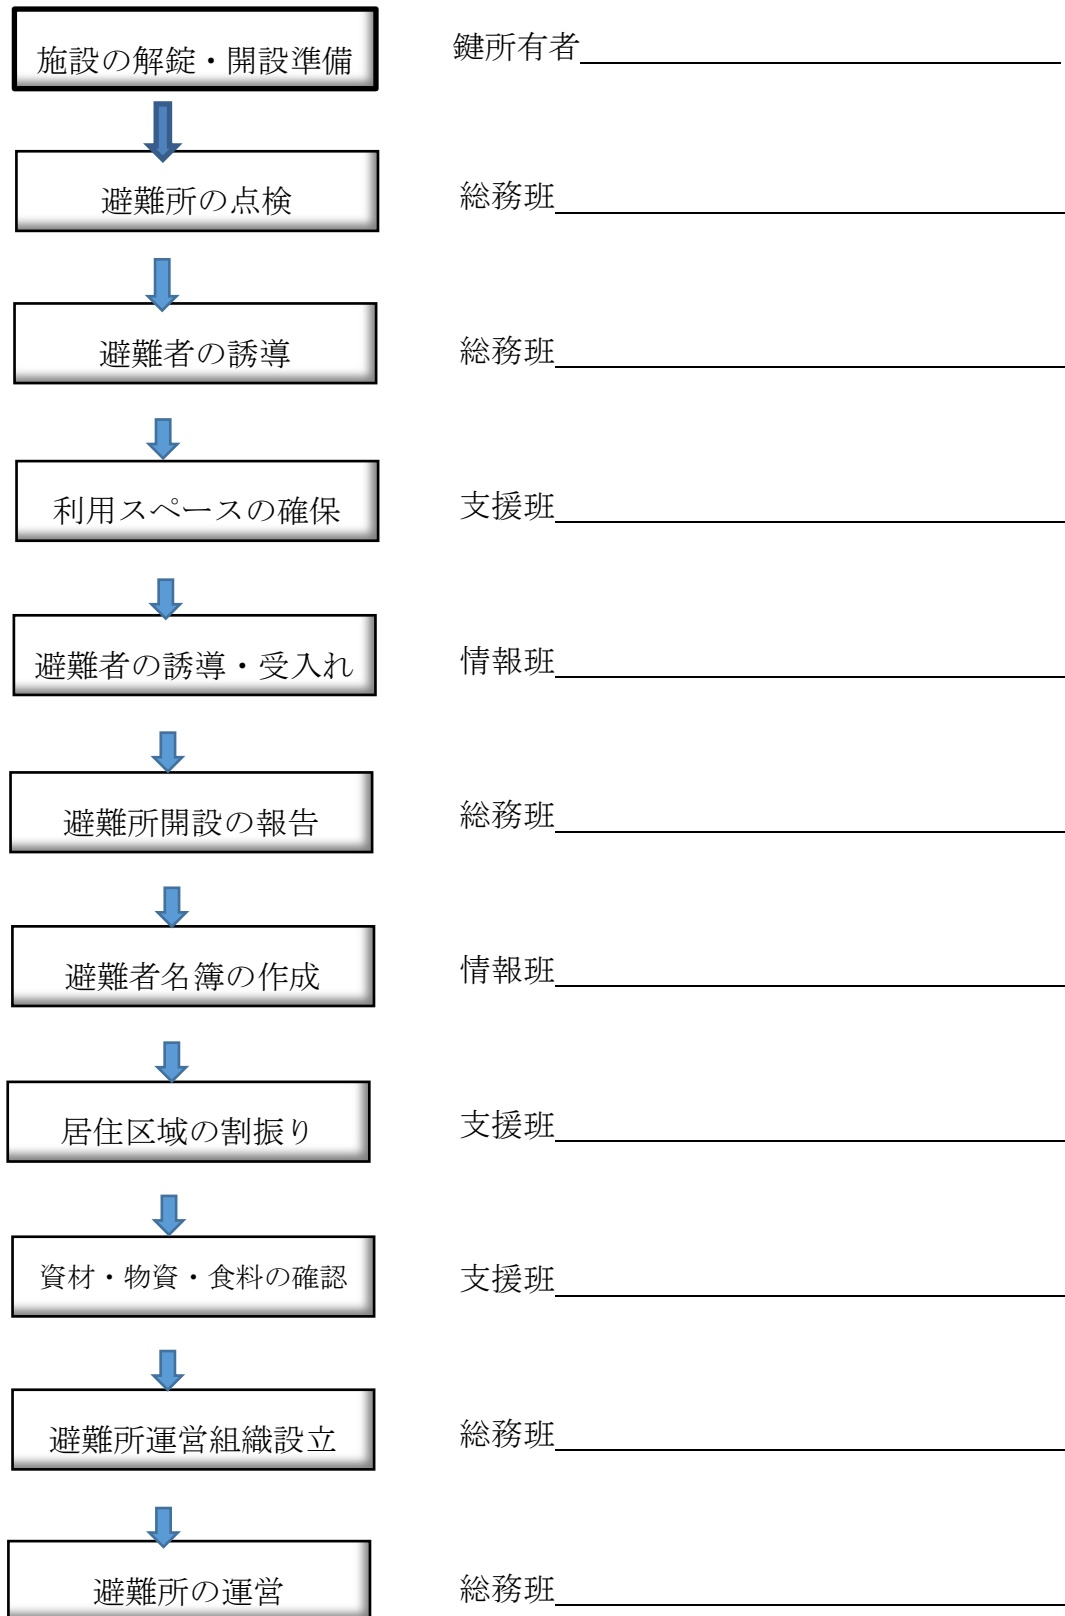 施設の解錠・開設準備 鍵所有者
避難所の点検 総務班
避難者の誘導 総務班
利用スペースの確保 支援班
避難者の誘導・受入れ 情報班
避難所開設の報告 総務班
避難者名簿の作成 情報班
居住区域の割振り 支援班
資材・物資・食料の確認 支援班
避難所運営組織設立 総務班
避難所の運営 総務班